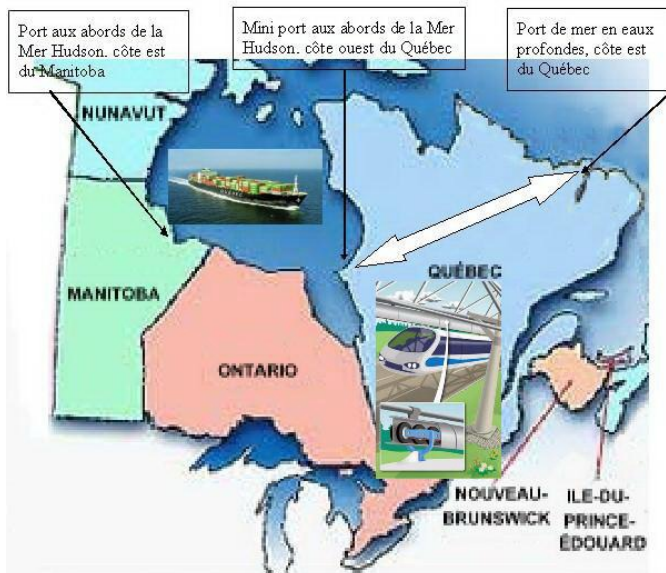 Port aux abords de la
Mer Hudson. côte est
du Manitoba
Mini port aux abords de la Mer
Hudson. côte ouest du Québec
Port de mer en eaux
profondes, côte est
du Québec
NUNAVUT
MANITOBA
ONTARIO
QUÉBEC
NOUVEAU-
BRUNSWICK
ILE-DU-
PRINCE-
ÉDOUARD